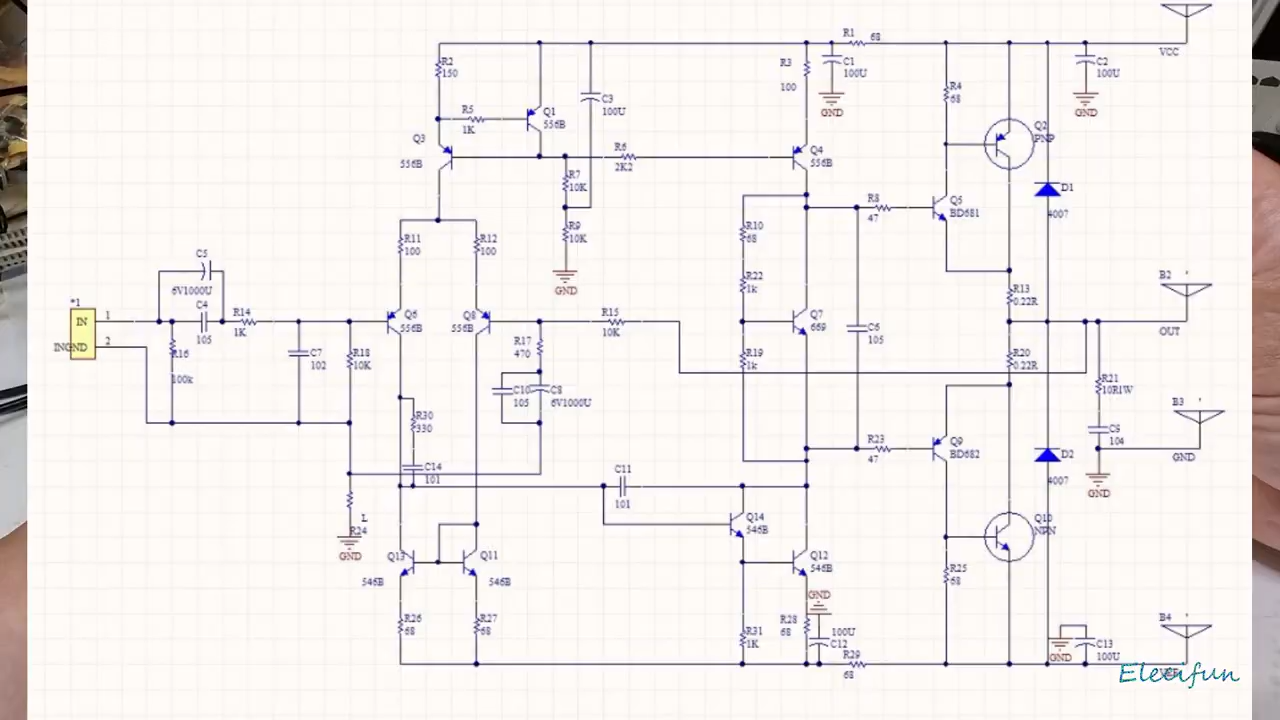 R1 68
VCC
R2 150
R3 100
C1 100U
C2 100U
GND
GND
R4 68
R5 1K
Q1 556B
C3 100U
Q3 556B
R6 2K2
Q4 556B
Q2 PNP
R7 10K
D1 4007
R8 47
Q5 BD681
R9 10K
GND
R10 68
R11 100
R12 100
R22 1k
R13 0.22R
B2
OUT
C5 6V1000U
C4 105
R14 1K
*1
IN 1
INGND 2
R16 100k
C7 102
R18 10K
Q6 556B
Q8 556B
R15 10K
R17 470
C10 105
C8 6V1000U
Q7 669
C6 105
R19 1k
R20 0.22R
R21 10R1W
B3
GND
C9 104
GND
R30 330
C14 101
C11 101
R23 47
Q9 BD682
D2 4007
L
R24
GND
Q14 546B
Q10 NPN
Q13 546B
Q11 546B
Q12 546B
R25 68
GND
R26 68
R27 68
R31 1K
R28 68
100U C12
R29 68
B4
GND
C13 100U
Elecifun